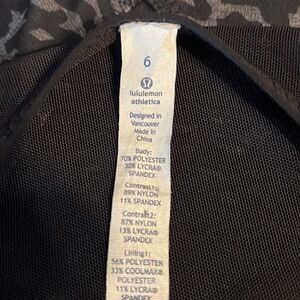 6
lululemon
athletica
Designed in
Vancouver
Made in
China
Body:
70% POLYESTER
30% LYCRA®
SPANDEX
Contrast1:
89% NYLON
11% SPANDEX
Contrast2:
87% NYLON
13% LYCRA®
SPANDEX
Lining1:
56% POLYESTER
33% COOLMAX®
POLYESTER
11% LYCRA®
SPANDEX